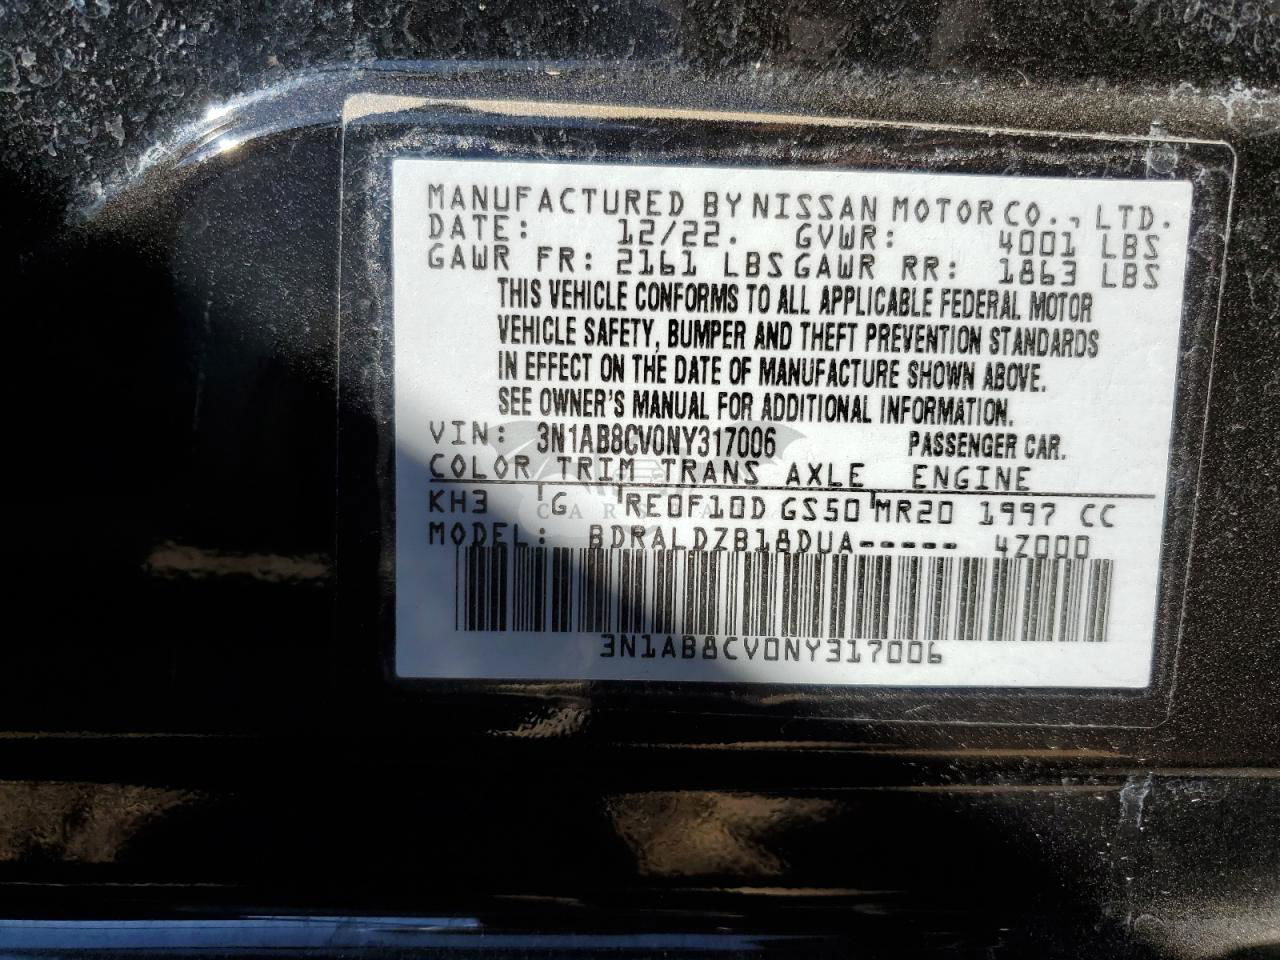 MANUFACTURED BY NISSAN MOTOR CO., LTD.
DATE: 12/22. GVWR: 4001 LBS
GAWR FR: 2161 LBS GAWR RR: 1863 LBS
THIS VEHICLE CONFORMS TO ALL APPLICABLE FEDERAL MOTOR
VEHICLE SAFETY, BUMPER AND THEFT PREVENTION STANDARDS
IN EFFECT ON THE DATE OF MANUFACTURE SHOWN ABOVE.
SEE OWNER'S MANUAL FOR ADDITIONAL INFORMATION.
VIN: 3N1AB8CV0NY317006 PASSENGER CAR.
COLOR TRIM TRANS AXLE ENGINE
KH3 G RE0F10D GS50 MR20 1997 CC
MODEL: BDRALDZB18DUA----- 4Z000
3N1AB8CV0NY317006